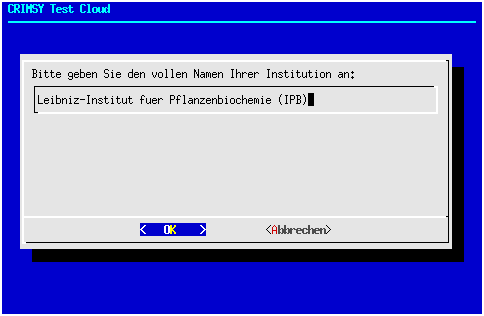 CRIMSY Test Cloud
Bitte geben Sie den vollen Namen Ihrer Institution an:
Leibniz-Institut fuer Pflanzenbiochemie (IPB)
< OK > <Abbrechen>